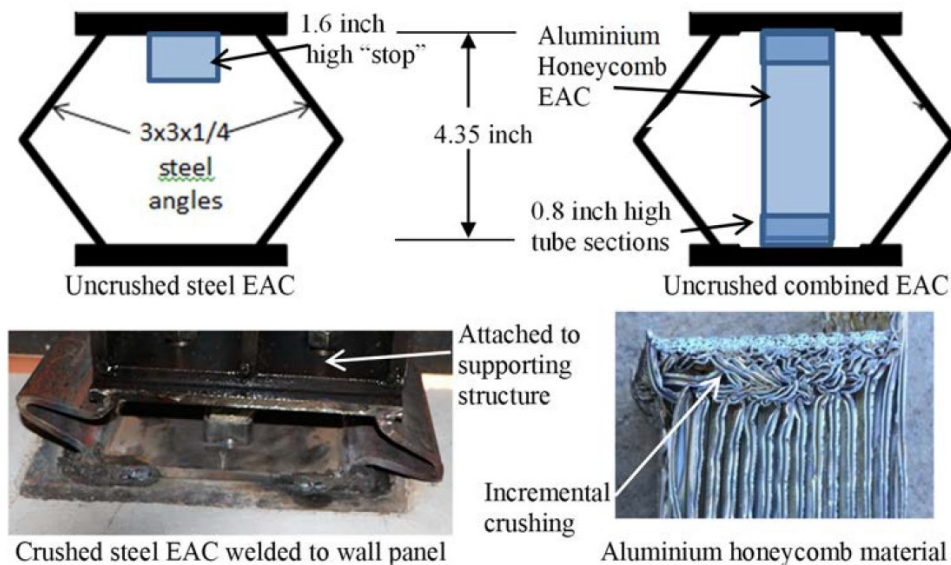 1.6 inch
high “stop”
3x3x1/4
steel
angles
4.35 inch
Aluminium
Honeycomb
EAC
0.8 inch high
tube sections
Uncrushed steel EAC
Uncrushed combined EAC
Attached to
supporting
structure
Incremental
crushing
Crushed steel EAC welded to wall panel
Aluminium honeycomb material